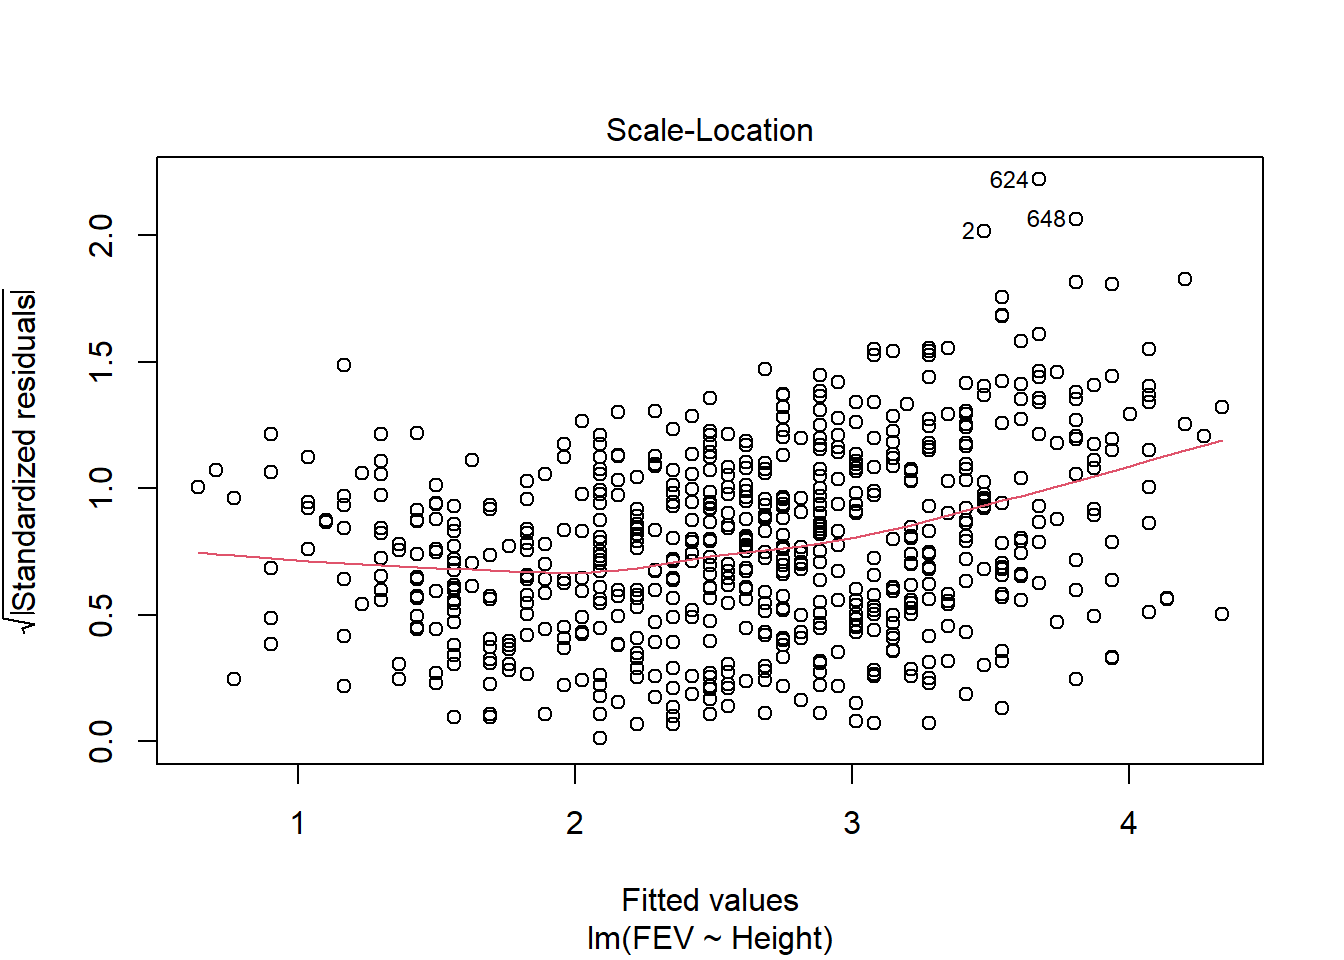 Scale-Location
624
648
2
√|Standardized residuals|
2.0
1.5
1.0
0.5
0.0
1 2 3 4
Fitted values
lm(FEV ~ Height)